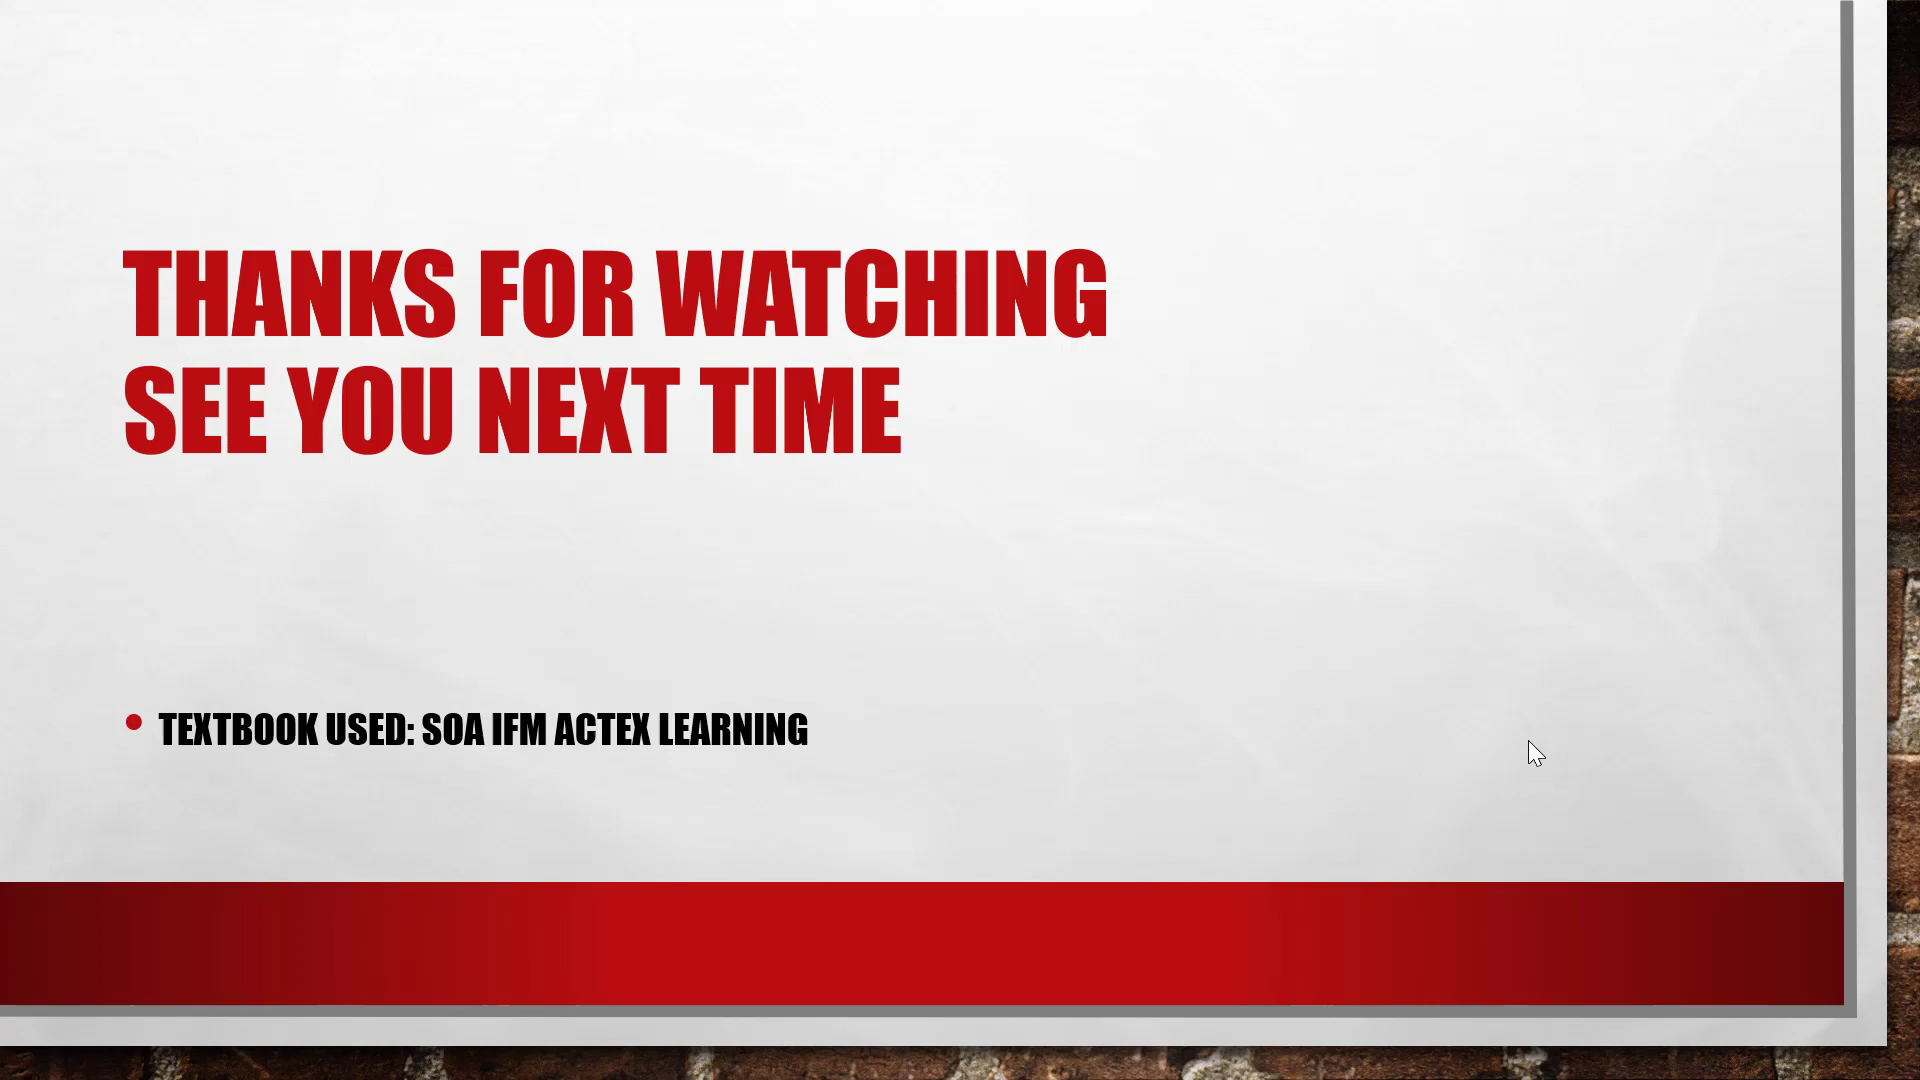 THANKS FOR WATCHING
SEE YOU NEXT TIME
• TEXTBOOK USED: SOA IFM ACTEX LEARNING